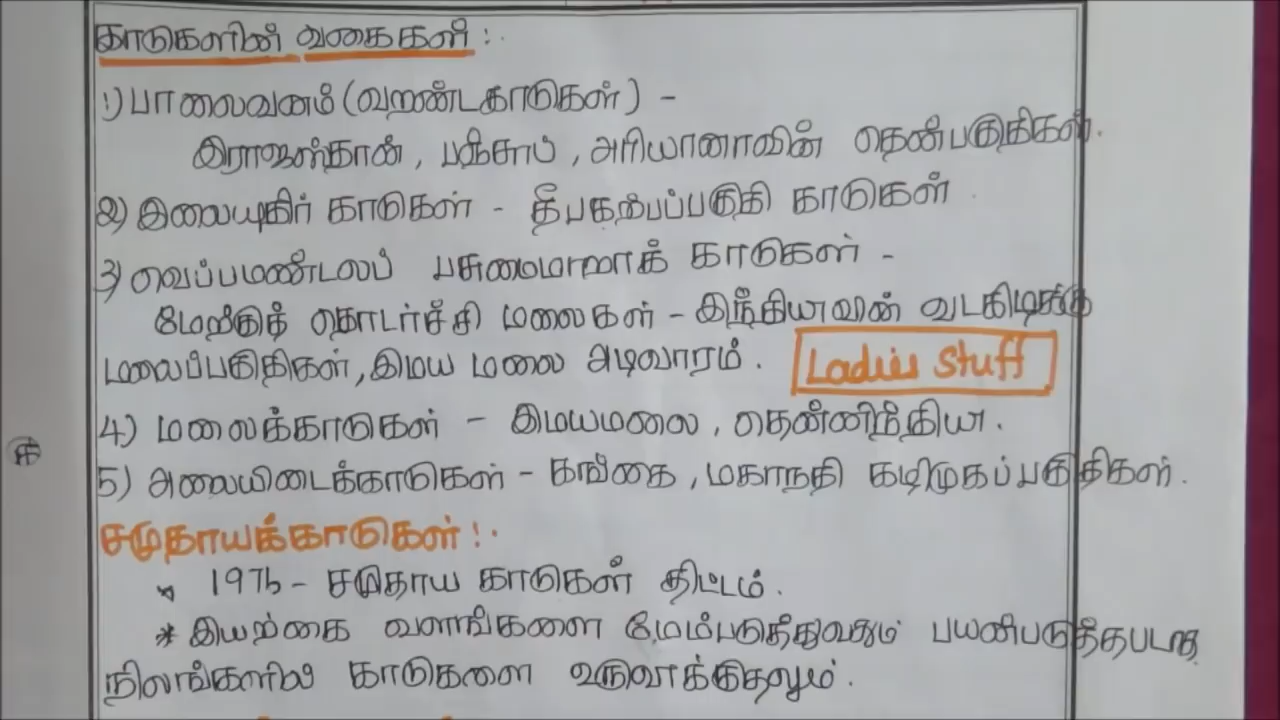 காடுகளின் வகைகள் :-
1) பாலைவனம் (வறண்டகாடுகள்) -
இராஜஸ்தான், பஞ்சாப், அரியானாவின் தென்பகுதிகள்.
2) இலையுதிர் காடுகள் - தீபகற்பப்பகுதி காடுகள்.
3) வெப்பமண்டலப் பசுமைமாறாக் காடுகள் -
மேற்குத் தொடர்ச்சி மலைகள் - இந்தியாவின் வடகிழக்கு
மலைப்பகுதிகள், இமய மலை அடிவாரம். Ladies Stuff
4) மலைக்காடுகள் - இமயமலை, தென்னிந்தியா.
5) அலையிடைக்காடுகள் - கங்கை, மகாநதி கழிமுகப்பகுதிகள்.
சமுதாயக்காடுகள் :-
* 1976 - சமுதாய காடுகள் திட்டம்.
* இயற்கை வளங்களை மேம்படுத்துவதும் பயன்படுத்தபடாத
நிலங்களில் காடுகளை உருவாக்குதலும்.